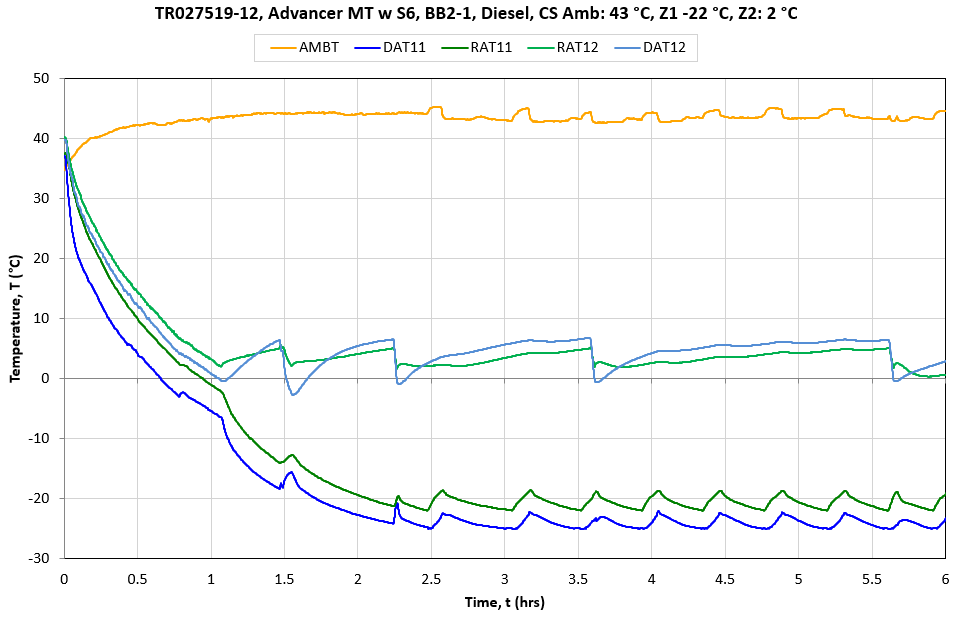 TR027519-12, Advancer MT w S6, BB2-1, Diesel, CS Amb: 43 °C, Z1 -22 °C, Z2: 2 °C
AMBT DAT11 RAT11 RAT12 DAT12
50
40
30
20
10
0
-10
-20
-30
Temperature, T (°C)
0 0.5 1 1.5 2 2.5 3 3.5 4 4.5 5 5.5 6
Time, t (hrs)